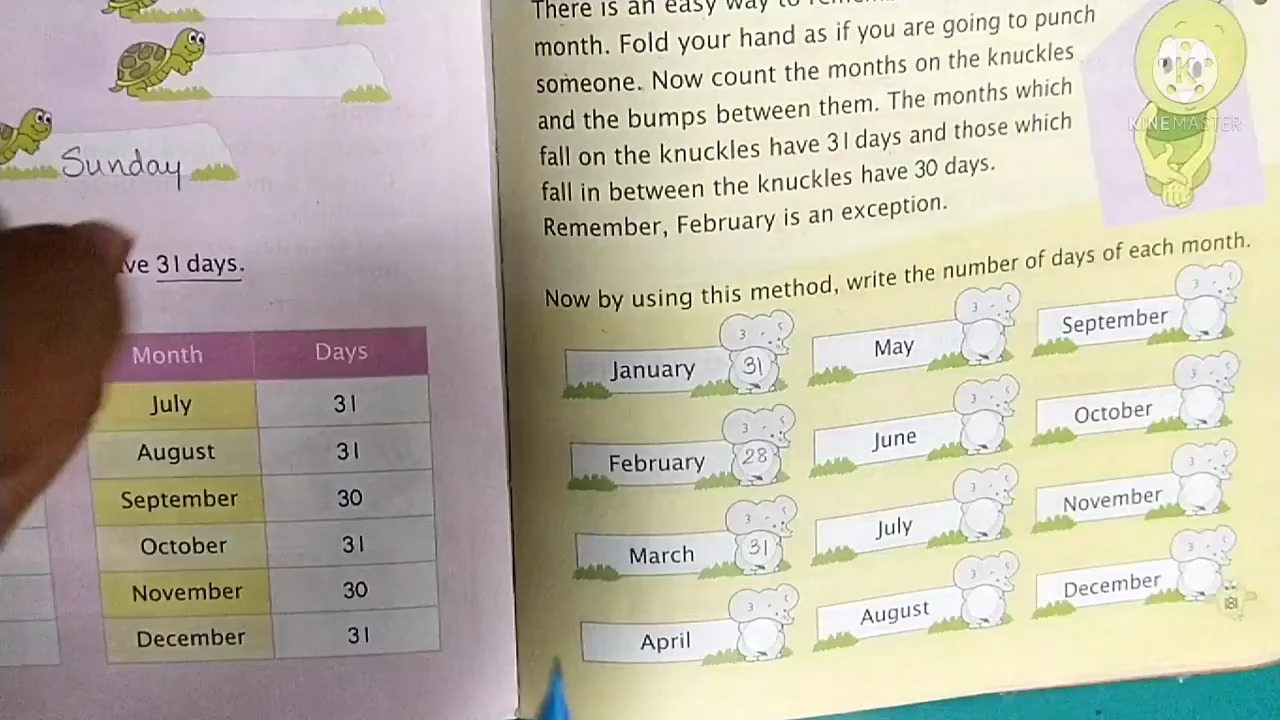 Sunday
ve 31 days.
Month Days
July 31
August 31
September 30
October 31
November 30
December 31
There is an easy way to
month. Fold your hand as if you are going to punch
someone. Now count the months on the knuckles
and the bumps between them. The months which
fall on the knuckles have 31 days and those which
fall in between the knuckles have 30 days.
Remember, February is an exception.
Now by using this method, write the number of days of each month.
January 31
February 28
March 31
April
May
June
July
August
September
October
November
December
181
K
KINEMASTER